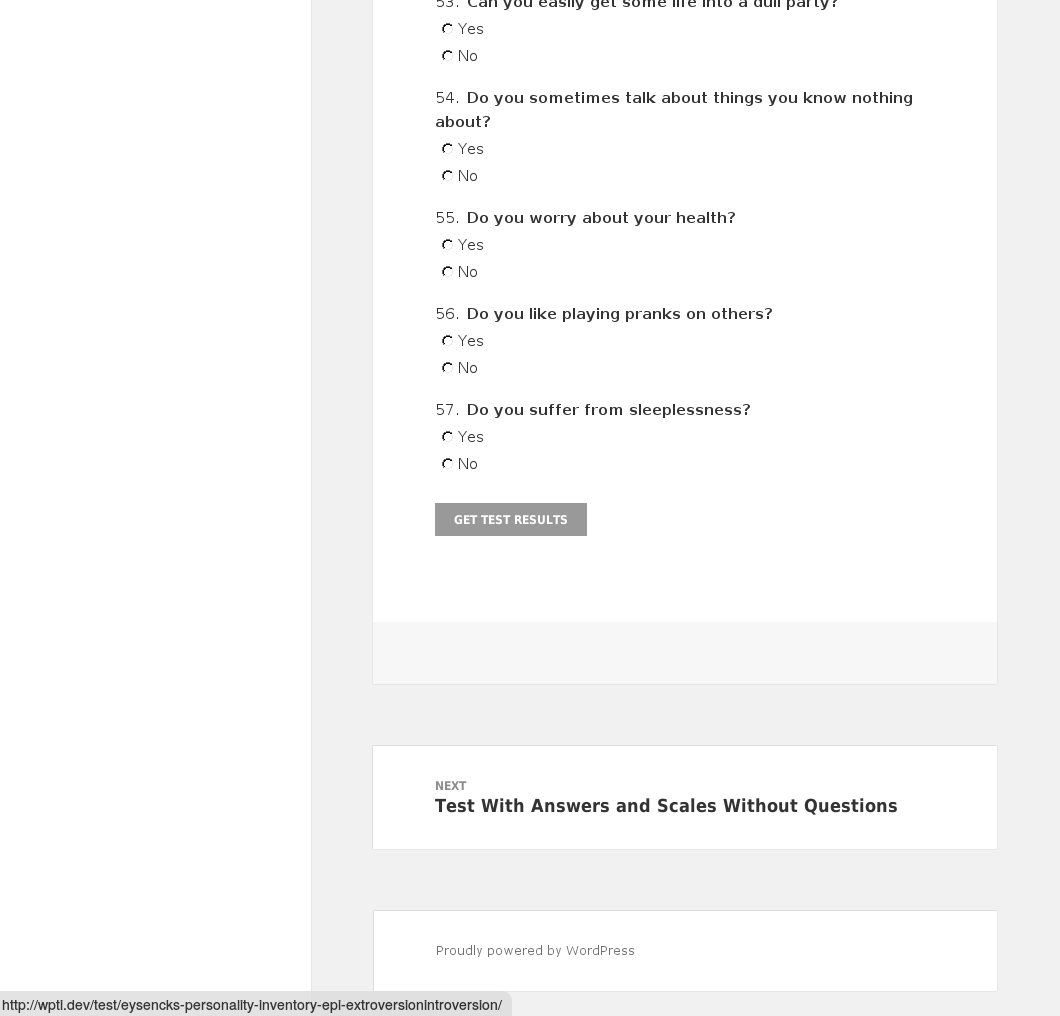 53. Can you easily get some life into a dull party?
Yes
No
54. Do you sometimes talk about things you know nothing
about?
Yes
No
55. Do you worry about your health?
Yes
No
56. Do you like playing pranks on others?
Yes
No
57. Do you suffer from sleeplessness?
Yes
No
GET TEST RESULTS
NEXT
Test With Answers and Scales Without Questions
Proudly powered by WordPress
http://wpti.dev/test/eysencks-personality-inventory-epi-extroversionintroversion/